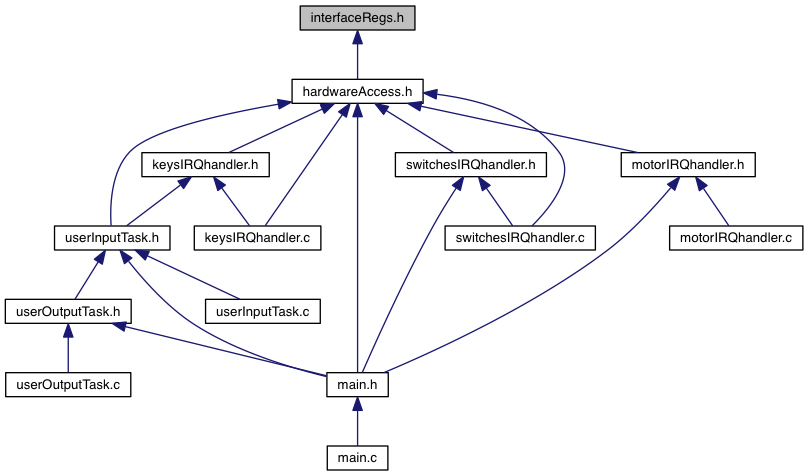 interfaceRegs.h
hardwareAccess.h
keysIRQhandler.h
switchesIRQhandler.h
motorIRQhandler.h
userInputTask.h
keysIRQhandler.c
switchesIRQhandler.c
motorIRQhandler.c
userOutputTask.h
userInputTask.c
userOutputTask.c
main.h
main.c